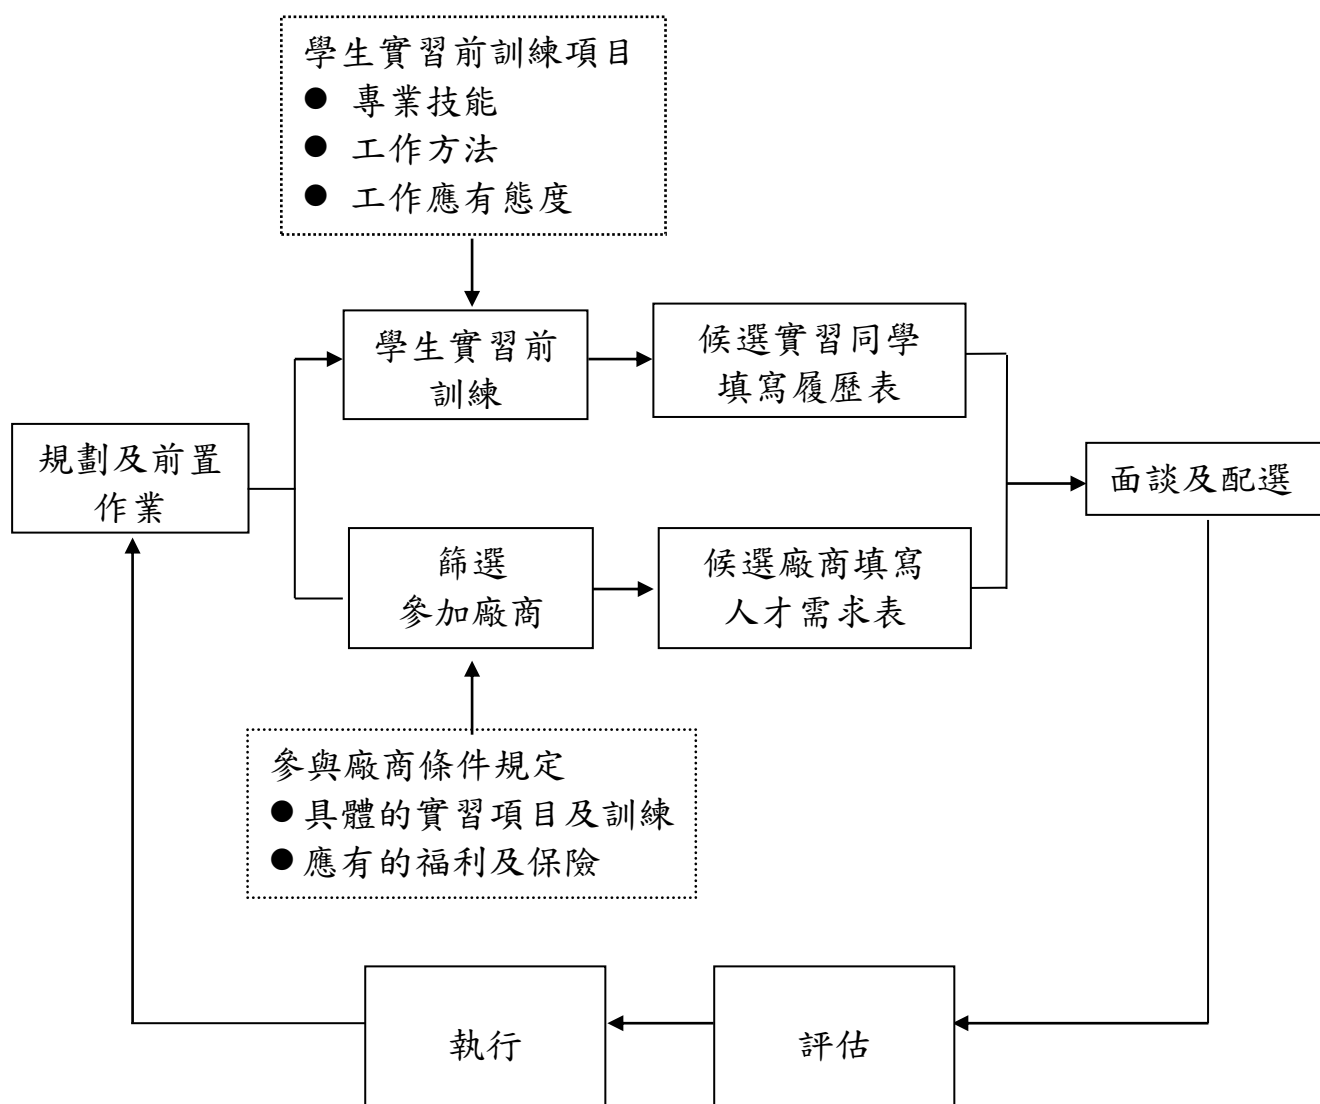 學生實習前訓練項目
● 專業技能
● 工作方法
● 工作應有態度
學生實習前
訓練
候選實習同學
填寫履歷表
規劃及前置
作業
面談及配選
篩選
參加廠商
候選廠商填寫
人才需求表
參與廠商條件規定
●具體的實習項目及訓練
●應有的福利及保險
執行
評估